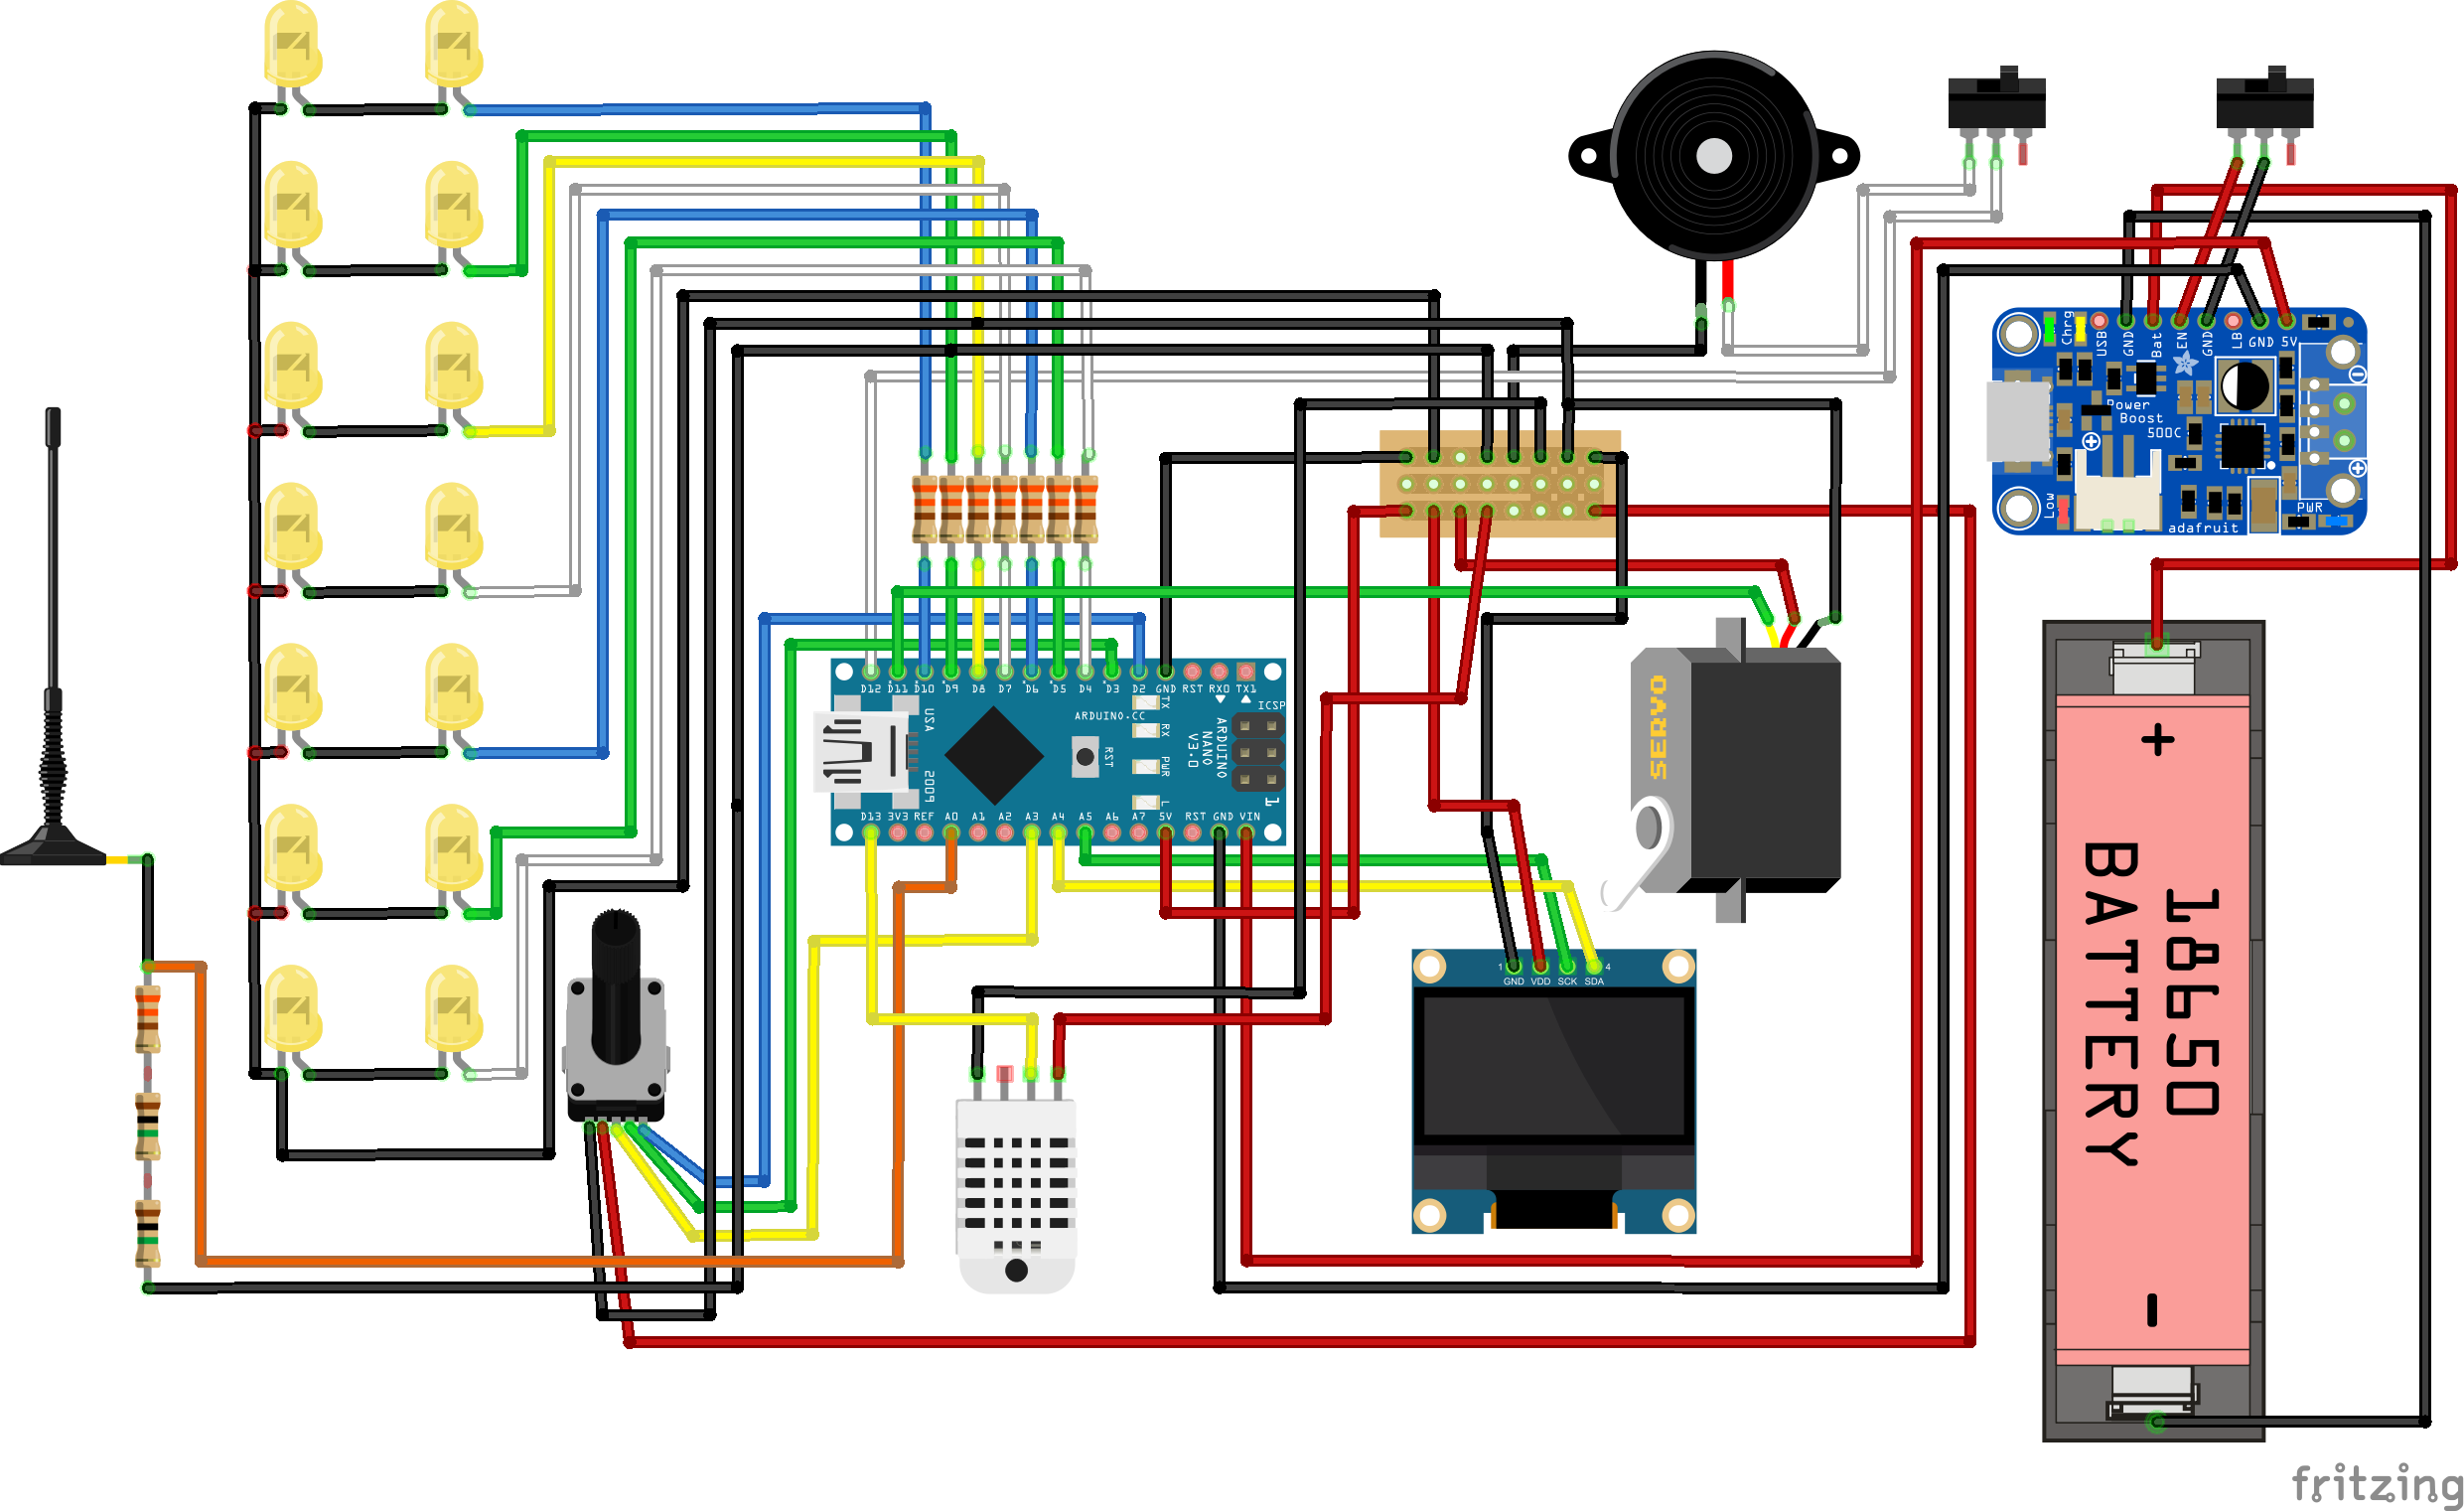 Chrg
USB
GND
Bat
EN
GND
LB
GND
5V
Power
Boost
500C
Low
adafruit
PWR
D12
D11
D10
D9
D8
D7
D6
D5
D4
D3
D2
GND
RST
RX0
TX1
USA
2009
ARDUINO.CC
RST
TX
RX
PWR
L
ARDUINO
NANO
V3.0
ICSP
1
D13
3V3
REF
A0
A1
A2
A3
A4
A5
A6
A7
5V
RST
GND
VIN
SERVO
1
4
GND
VDD
SCK
SDA
+
18650
BATTERY
-
fritzing